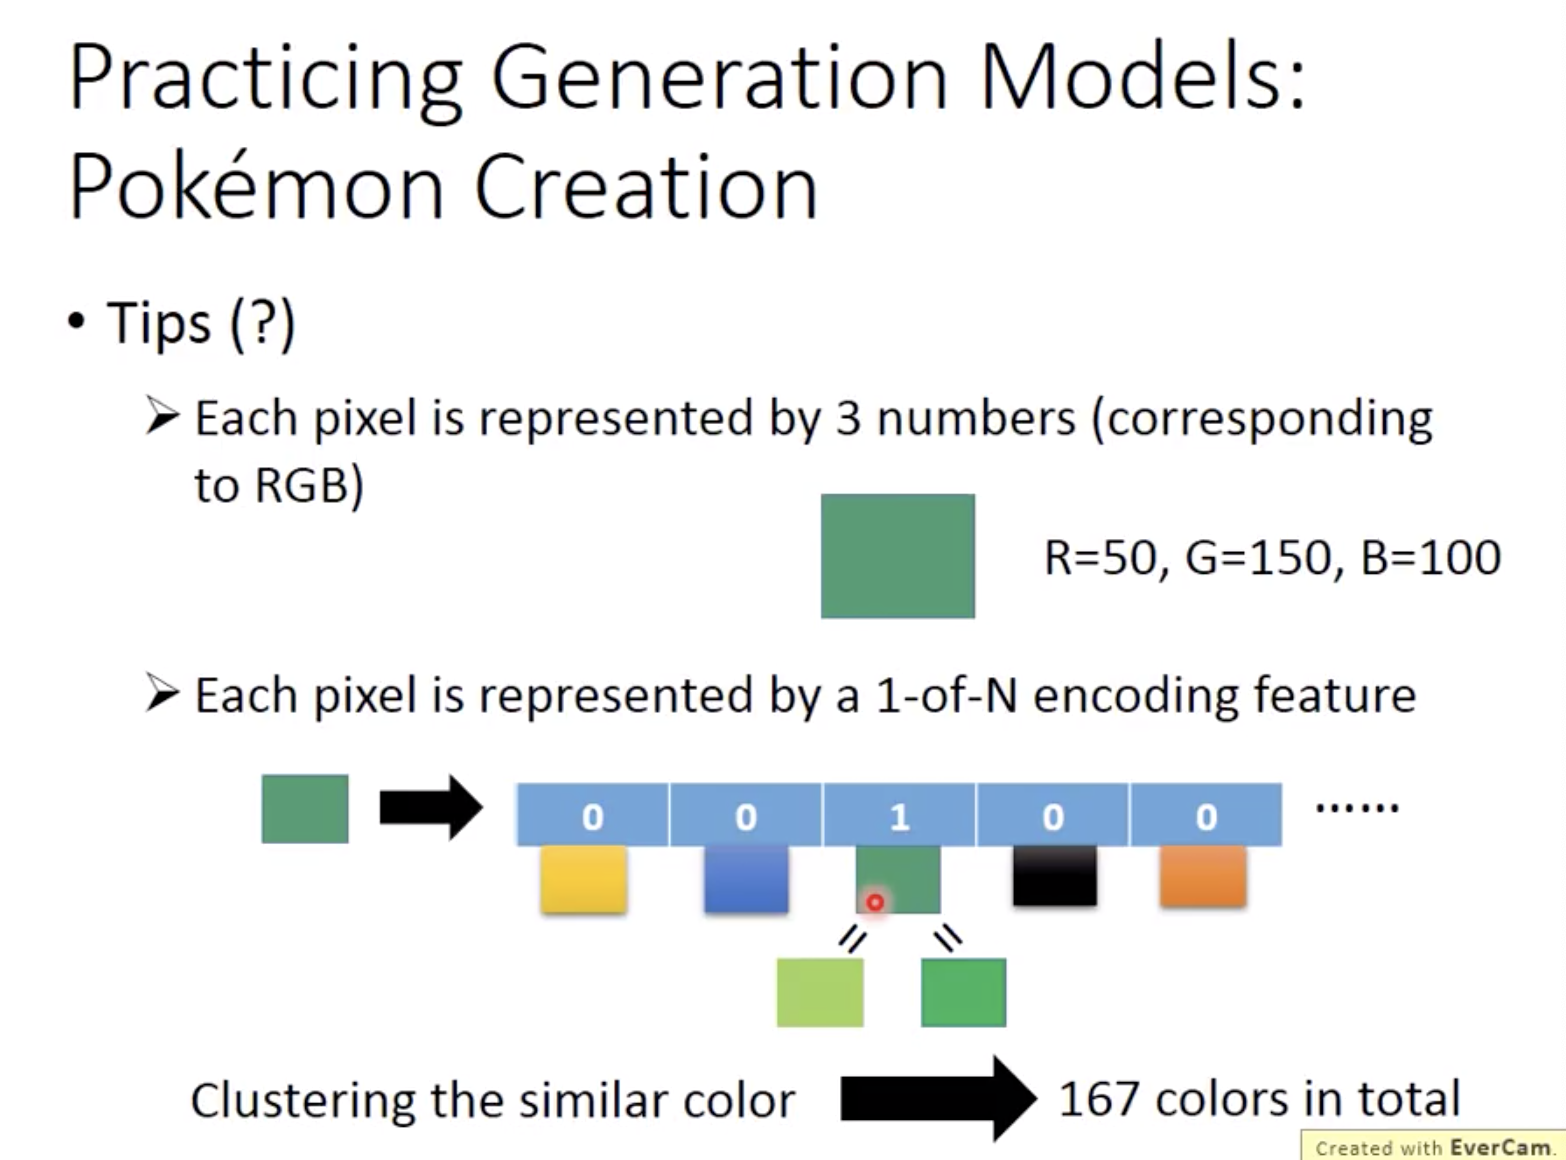 Practicing Generation Models:
Pokémon Creation
• Tips (?)
➢ Each pixel is represented by 3 numbers (corresponding
to RGB)
R=50, G=150, B=100
➢ Each pixel is represented by a 1-of-N encoding feature
0 0 1 0 0 ······
Clustering the similar color 167 colors in total
Created with EverCam.